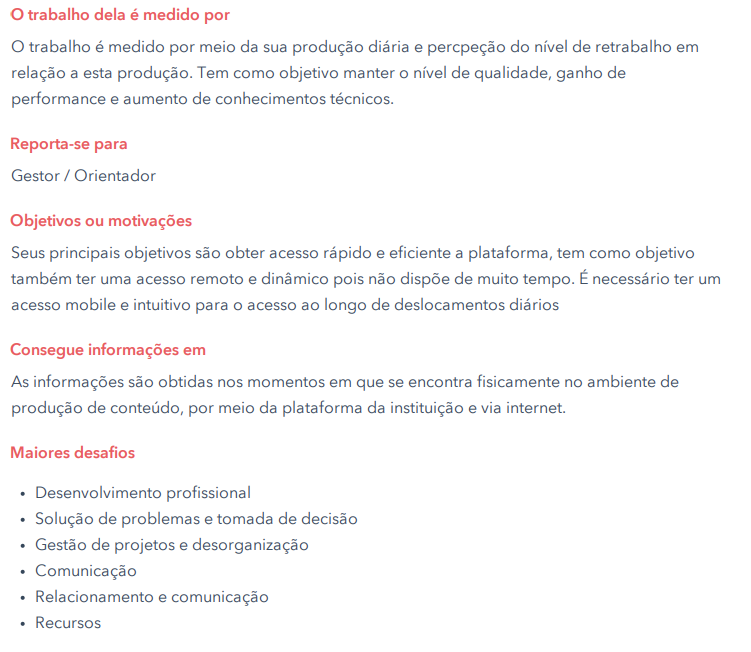 O trabalho dela é medido por
O trabalho é medido por meio da sua produção diária e percpeção do nível de retrabalho em
relação a esta produção. Tem como objetivo manter o nível de qualidade, ganho de
performance e aumento de conhecimentos técnicos.
Reporta-se para
Gestor / Orientador
Objetivos ou motivações
Seus principais objetivos são obter acesso rápido e eficiente a plataforma, tem como objetivo
também ter uma acesso remoto e dinâmico pois não dispõe de muito tempo. É necessário ter um
acesso mobile e intuitivo para o acesso ao longo de deslocamentos diários
Consegue informações em
As informações são obtidas nos momentos em que se encontra fisicamente no ambiente de
produção de conteúdo, por meio da plataforma da instituição e via internet.
Maiores desafios
• Desenvolvimento profissional
• Solução de problemas e tomada de decisão
• Gestão de projetos e desorganização
• Comunicação
• Relacionamento e comunicação
• Recursos